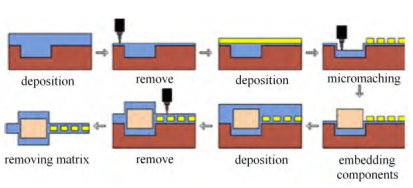 deposition
remove
deposition
micromaching
removing matrix
remove
deposition
embedding
components